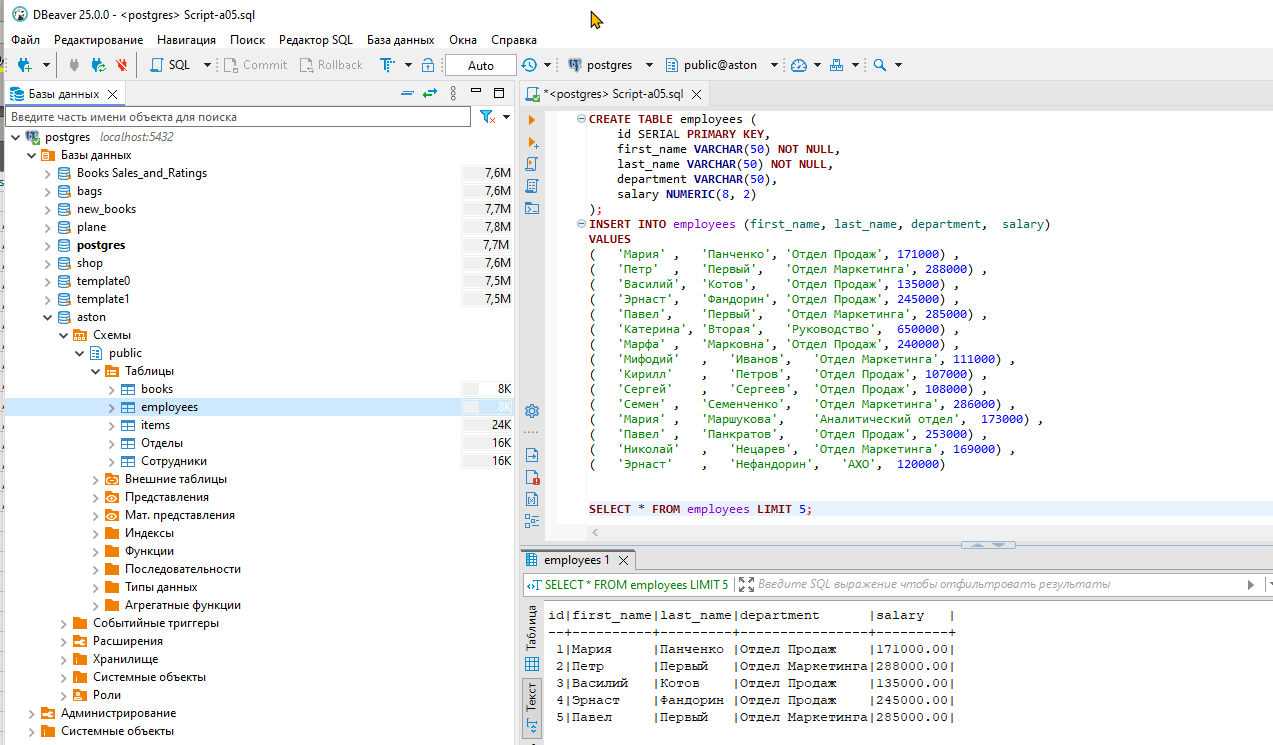 DBeaver 25.0.0 - <postgres> Script-a05.sql
Файл Редактирование Навигация Поиск Редактор SQL База данных Окна Справка
SQL Commit Rollback Auto postgres public@aston
Базы данных
Введите часть имени объекта для поиска
postgres localhost:5432
Базы данных
Books Sales_and_Ratings 7,6M
bags 7,6M
new_books 7,7M
plane 7,8M
postgres 7,7M
shop 7,6M
template0 7,5M
template1 7,5M
aston
Схемы
public
Таблицы
books 8K
employees 8K
items 24K
Отделы 16K
Сотрудники 16K
Внешние таблицы
Представления
Мат. представления
Индексы
Функции
Последовательности
Типы данных
Агрегатные функции
Событийные триггеры
Расширения
Хранилище
Системные объекты
Роли
Администрирование
Системные объекты
*<postgres> Script-a05.sql
CREATE TABLE employees (
id SERIAL PRIMARY KEY,
first_name VARCHAR(50) NOT NULL,
last_name VARCHAR(50) NOT NULL,
department VARCHAR(50),
salary NUMERIC(8, 2)
);
INSERT INTO employees (first_name, last_name, department,  salary)
VALUES
(   'Мария' ,   'Панченко', 'Отдел Продаж', 171000) ,
(   'Петр'  ,   'Первый',   'Отдел Маркетинга', 288000) ,
(   'Василий',  'Котов',    'Отдел Продаж', 135000) ,
(   'Эрнаст',   'Фандорин', 'Отдел Продаж', 245000) ,
(   'Павел',    'Первый',   'Отдел Маркетинга', 285000) ,
(   'Катерина', 'Вторая',   'Руководство',  650000) ,
(   'Марфа' ,   'Марковна', 'Отдел Продаж', 240000) ,
(   'Мифодий'   ,   'Иванов',   'Отдел Маркетинга', 111000) ,
(   'Кирилл'    ,   'Петров',   'Отдел Продаж', 107000) ,
(   'Сергей'    ,   'Сергеев',  'Отдел Продаж', 108000) ,
(   'Семен' ,   'Семенченко',   'Отдел Маркетинга', 286000) ,
(   'Мария' ,   'Маршукова',    'Аналитический отдел',  173000) ,
(   'Павел' ,   'Панкратов',    'Отдел Продаж', 253000) ,
(   'Николай'   ,   'Нецарев',  'Отдел Маркетинга', 169000) ,
(   'Эрнаст'    ,   'Нефандорин',   'АХО',  120000)
SELECT * FROM employees LIMIT 5;
employees 1
SELECT * FROM employees LIMIT 5 Введите SQL выражение чтобы отфильтровать результаты
Таблица
Текст
id|first_name|last_name|department      |salary   |
--+----------+---------+----------------+---------+
 1|Мария     |Панченко |Отдел Продаж    |171000.00|
 2|Петр      |Первый   |Отдел Маркетинга|288000.00|
 3|Василий   |Котов    |Отдел Продаж    |135000.00|
 4|Эрнаст    |Фандорин |Отдел Продаж    |245000.00|
 5|Павел     |Первый   |Отдел Маркетинга|285000.00|